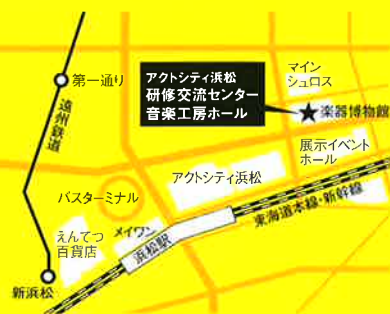 第一通り
遠州鉄道
アクトシティ浜松
研修交流センター
音楽工房ホール
マイン
シュロス
楽器博物館
展示イベント
ホール
アクトシティ浜松
バスターミナル
東海道本線・新幹線
えんてつ
百貨店
メイワン
浜松駅
新浜松